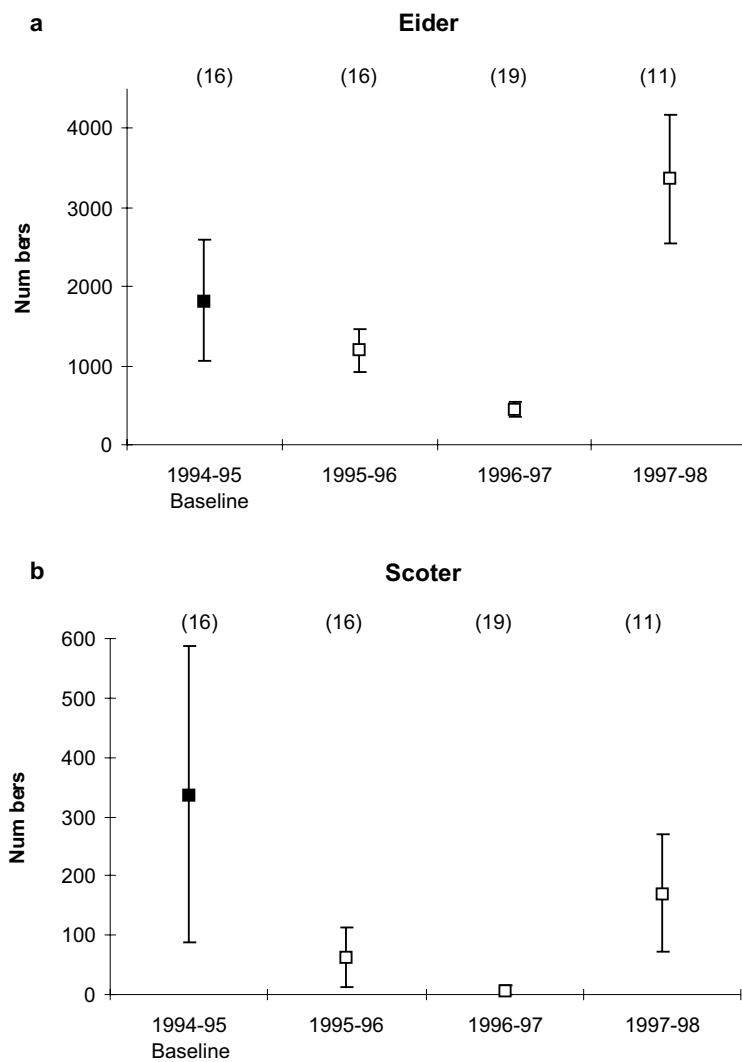 a Eider
(16) (16) (19) (11)
4000
3000
2000
1000
0
Num bers
1994-95 1995-96 1996-97 1997-98
Baseline
b Scoter
(16) (16) (19) (11)
600
500
400
300
200
100
0
Num bers
1994-95 1995-96 1996-97 1997-98
Baseline